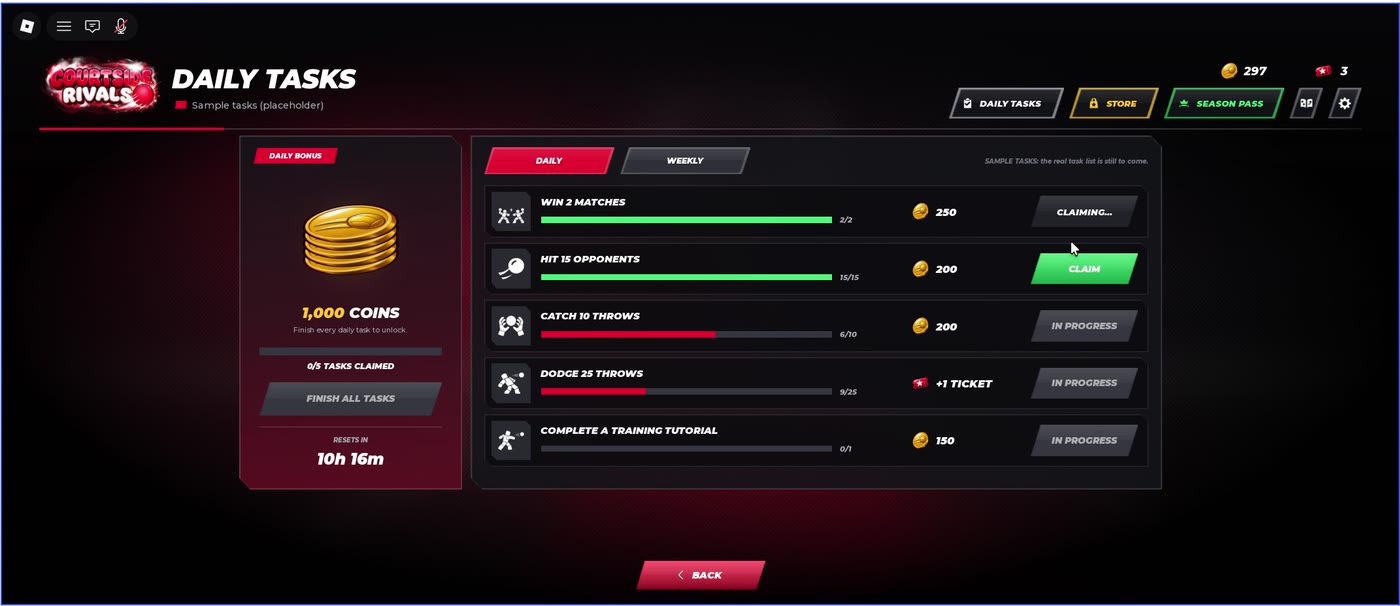 COURTSIDE
RIVALS
DAILY TASKS
Sample tasks (placeholder)
297
3
DAILY TASKS
STORE
SEASON PASS
DAILY BONUS
1,000 COINS
Finish every daily task to unlock.
0/5 TASKS CLAIMED
FINISH ALL TASKS
RESETS IN
10h 16m
DAILY
WEEKLY
SAMPLE TASKS: the real task list is still to come.
WIN 2 MATCHES
2/2
250
CLAIMING...
HIT 15 OPPONENTS
15/15
200
CLAIM
CATCH 10 THROWS
6/10
200
IN PROGRESS
DODGE 25 THROWS
9/25
+1 TICKET
IN PROGRESS
COMPLETE A TRAINING TUTORIAL
0/1
150
IN PROGRESS
BACK